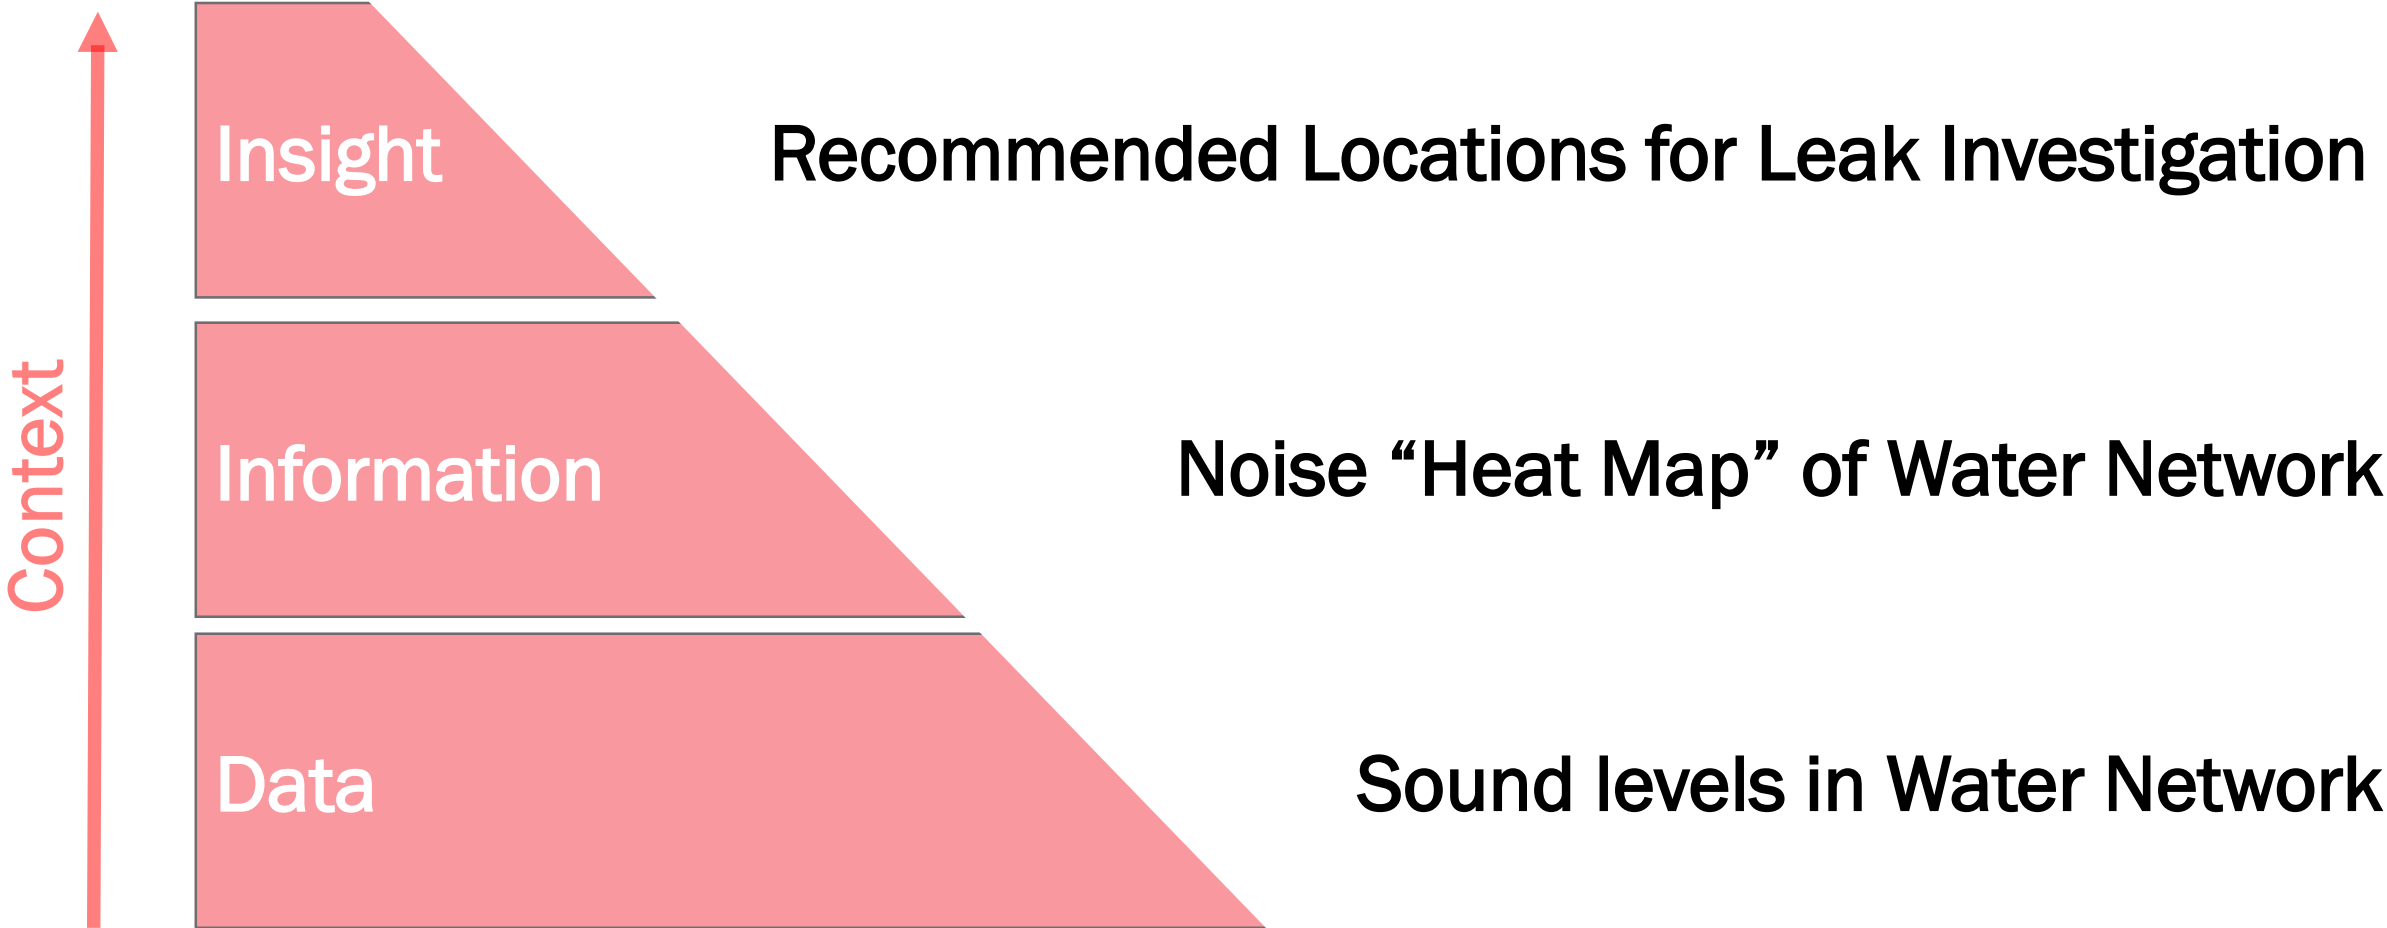 Insight
Recommended Locations for Leak Investigation
Context
Information
Noise “Heat Map” of Water Network
Data
Sound levels in Water Network